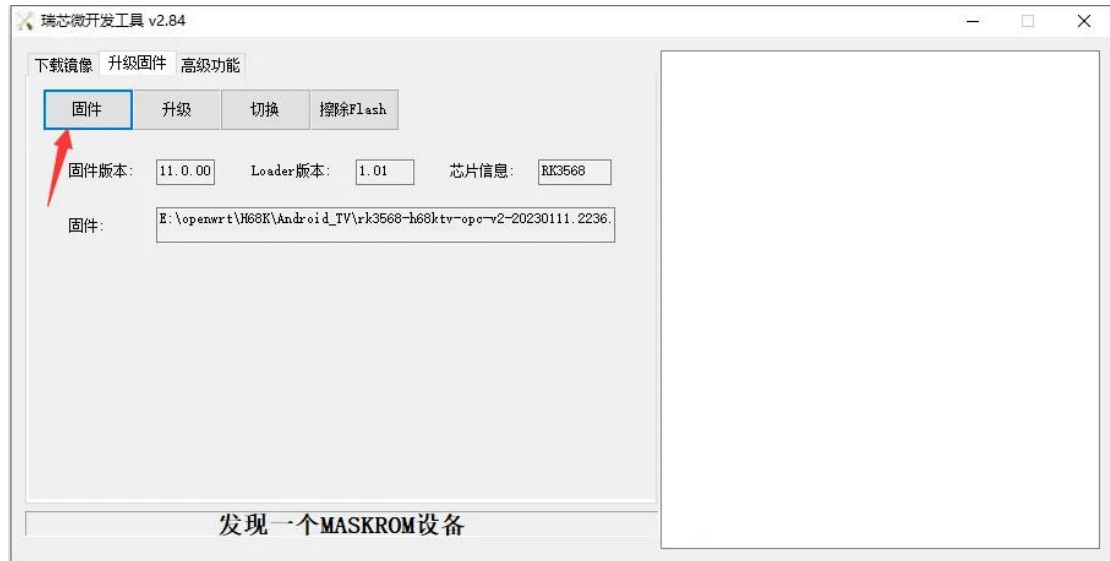 瑞芯微开发工具 v2.84
下载镜像 升级固件 高级功能
固件 升级 切换 擦除Flash
固件版本: 11.0.00 Loader版本: 1.01 芯片信息: RK3568
固件: E:\openwrt\H68K\Android_TV\rk3568-h68ktv-opc-v2-20230111.2236.
发现一个MASKROM设备